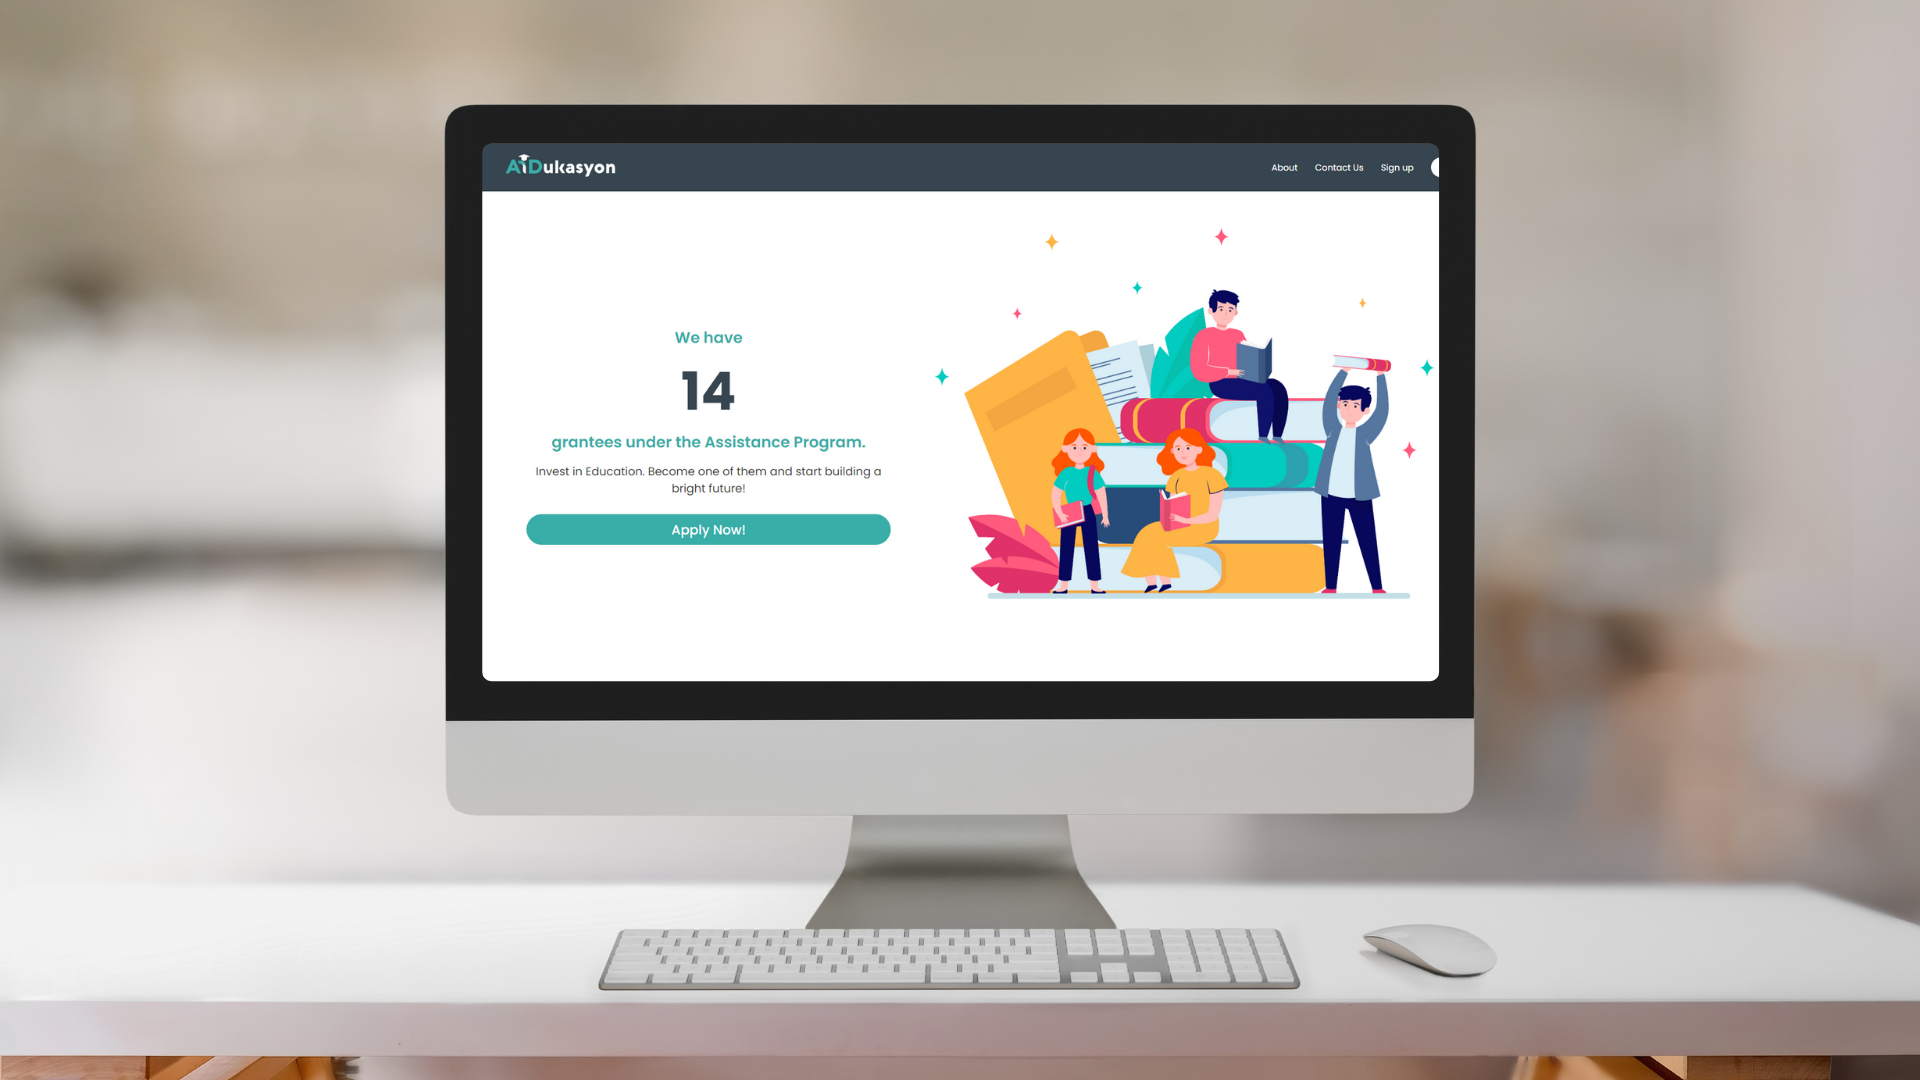 AiDukasyon
About Contact Us Sign up
We have
14
grantees under the Assistance Program.
Invest in Education. Become one of them and start building a
bright future!
Apply Now!